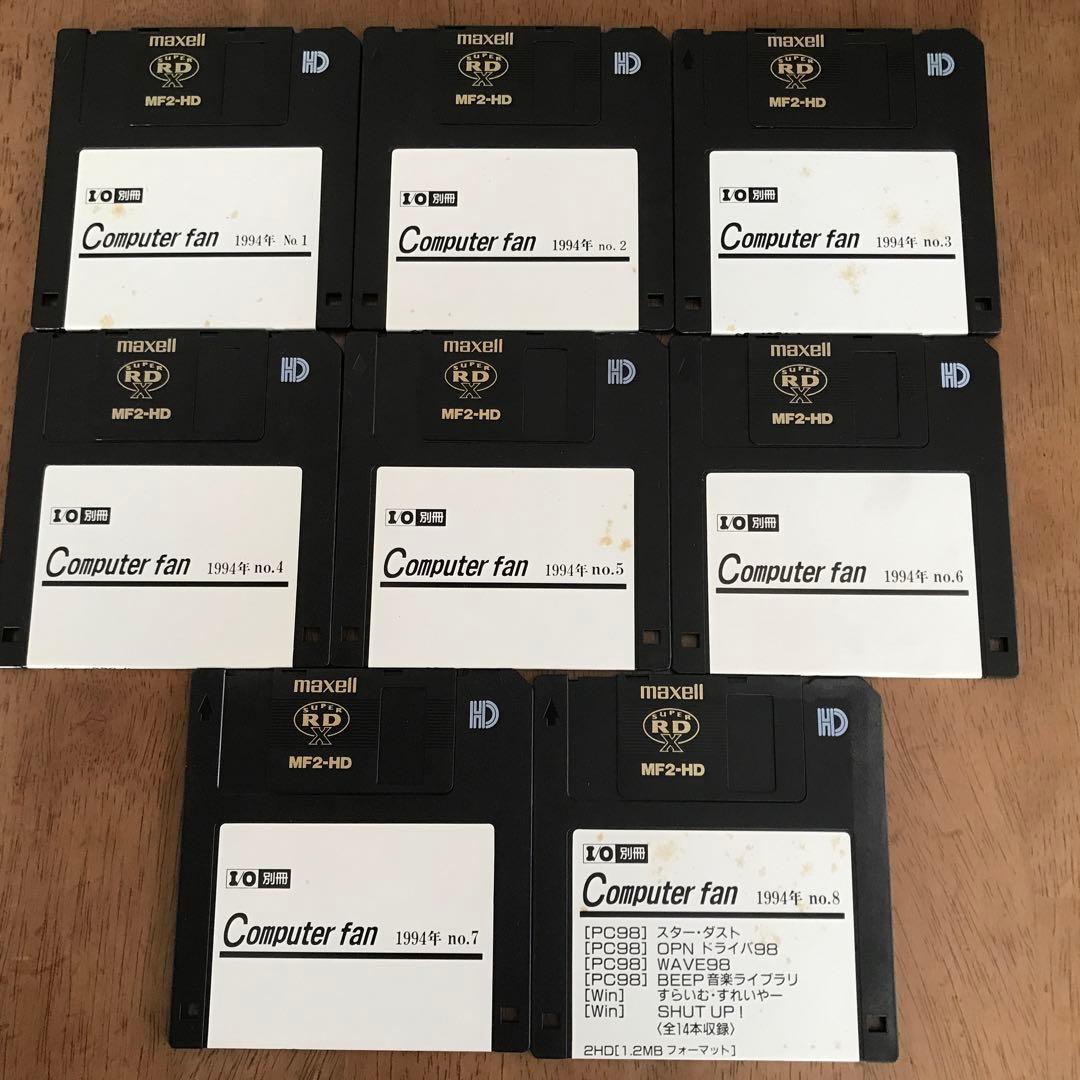 maxell
SUPER
RD
X
MF2-HD
HD
I/O 別冊
Computer fan 1994年 No.1
maxell
SUPER
RD
X
MF2-HD
HD
I/O 別冊
Computer fan 1994年 no.2
maxell
SUPER
RD
X
MF2-HD
HD
I/O 別冊
Computer fan 1994年 no.3
maxell
SUPER
RD
X
MF2-HD
HD
I/O 別冊
Computer fan 1994年 no.4
maxell
SUPER
RD
X
MF2-HD
HD
I/O 別冊
Computer fan 1994年 no.5
maxell
SUPER
RD
X
MF2-HD
HD
I/O 別冊
Computer fan 1994年 no.6
maxell
SUPER
RD
X
MF2-HD
HD
I/O 別冊
Computer fan 1994年 no.7
maxell
SUPER
RD
X
MF2-HD
HD
I/O 別冊
Computer fan 1994年 no.8
[PC98] スター・ダスト
[PC98] OPN ドライバ98
[PC98] WAVE98
[PC98] BEEP音楽ライブラリ
[Win] すらいむ・すれいやー
[Win] SHUT UP!
〈全14本収録〉
2HD[1.2MB フォーマット]